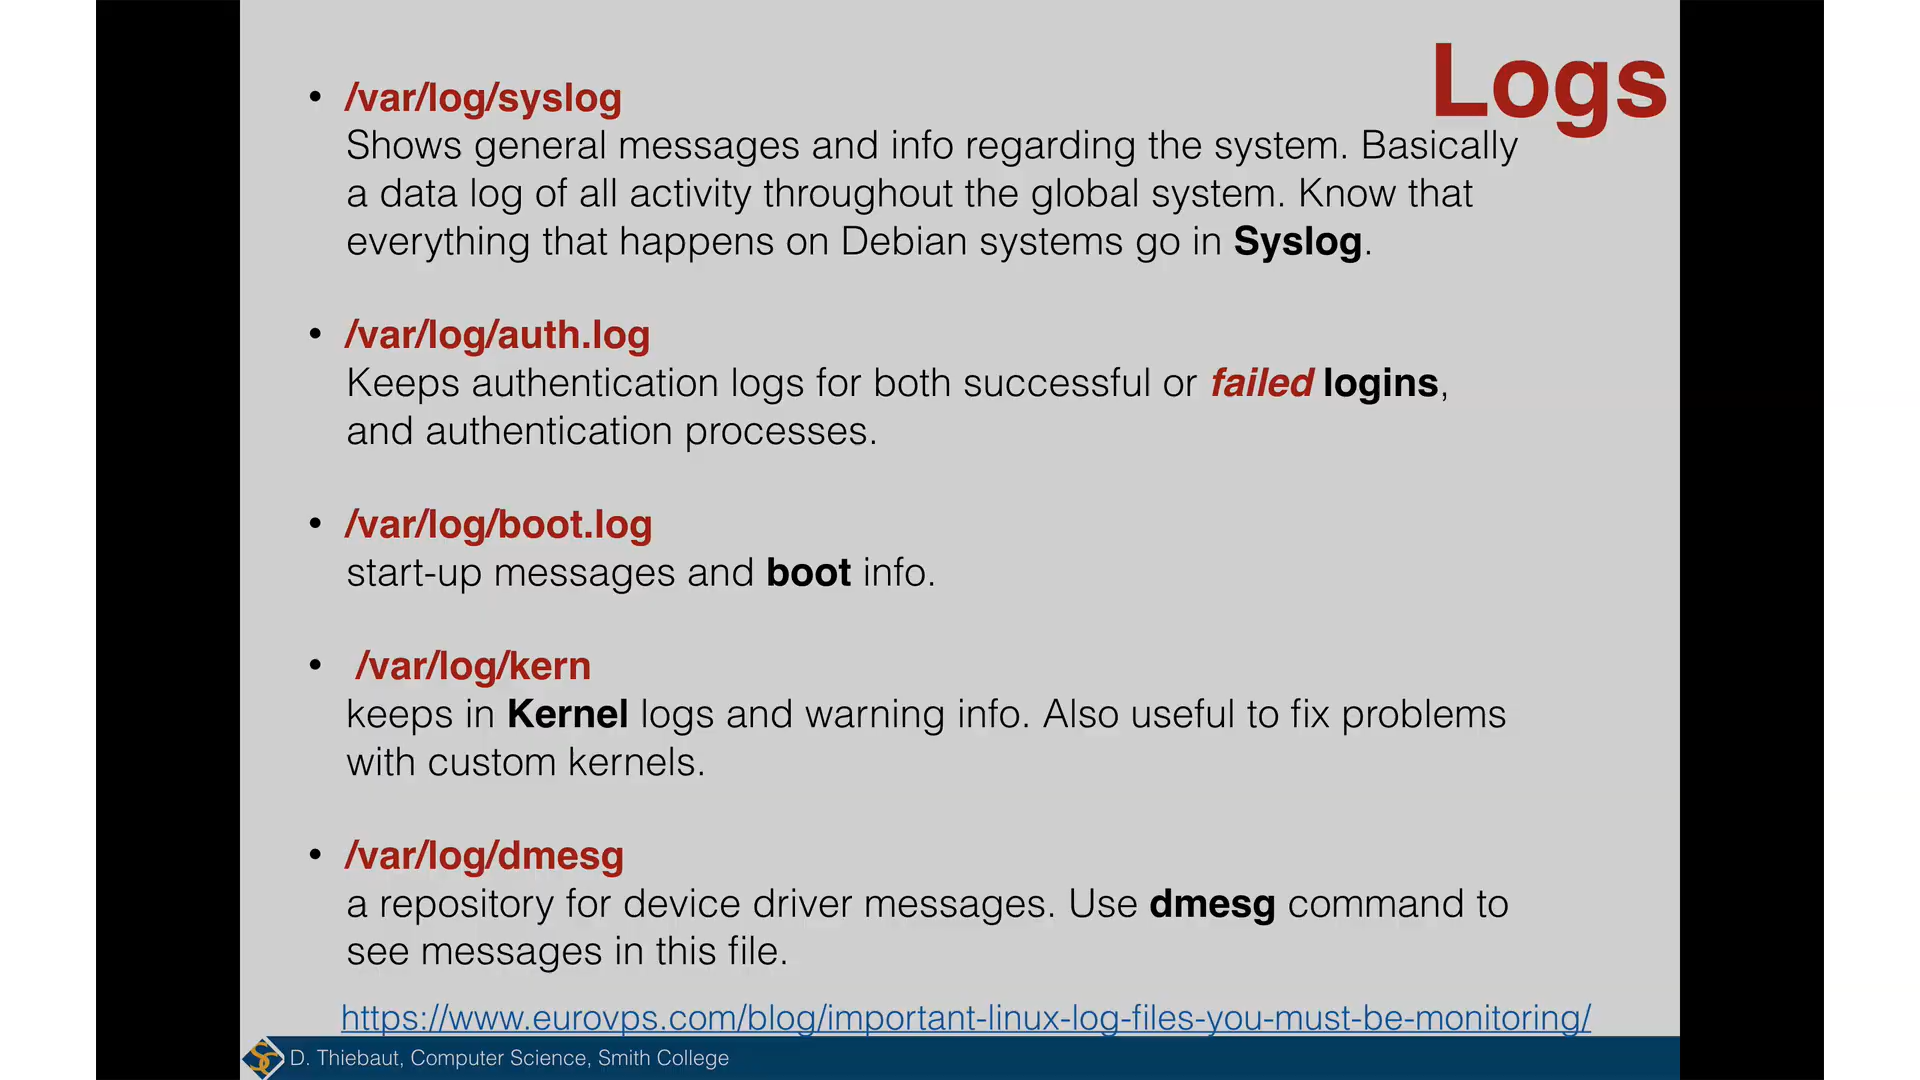 Logs
• /var/log/syslog
Shows general messages and info regarding the system. Basically
a data log of all activity throughout the global system. Know that
everything that happens on Debian systems go in Syslog.
• /var/log/auth.log
Keeps authentication logs for both successful or failed logins,
and authentication processes.
• /var/log/boot.log
start-up messages and boot info.
• /var/log/kern
keeps in Kernel logs and warning info. Also useful to fix problems
with custom kernels.
• /var/log/dmesg
a repository for device driver messages. Use dmesg command to
see messages in this file.
https://www.eurovps.com/blog/important-linux-log-files-you-must-be-monitoring/
D. Thiebaut, Computer Science, Smith College